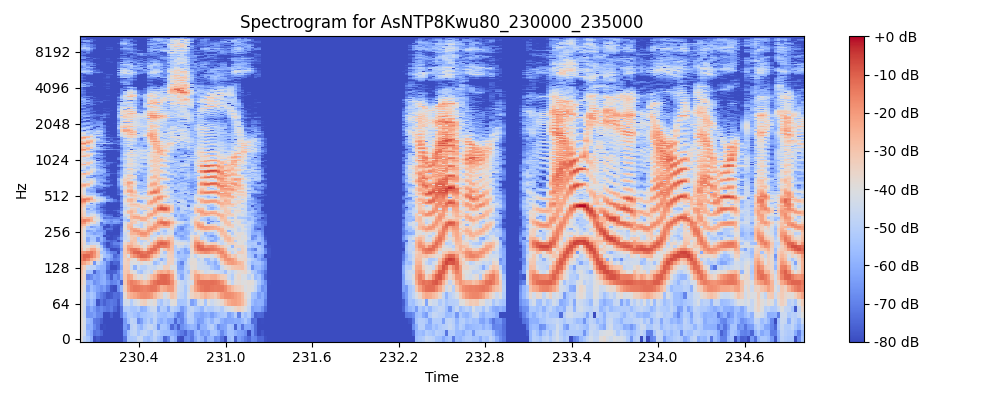 Spectrogram for AsNTP8Kwu80_230000_235000
8192
4096
2048
1024
512
256
128
64
0
Hz
230.4
231.0
231.6
232.2
232.8
233.4
234.0
234.6
Time
+0 dB
-10 dB
-20 dB
-30 dB
-40 dB
-50 dB
-60 dB
-70 dB
-80 dB